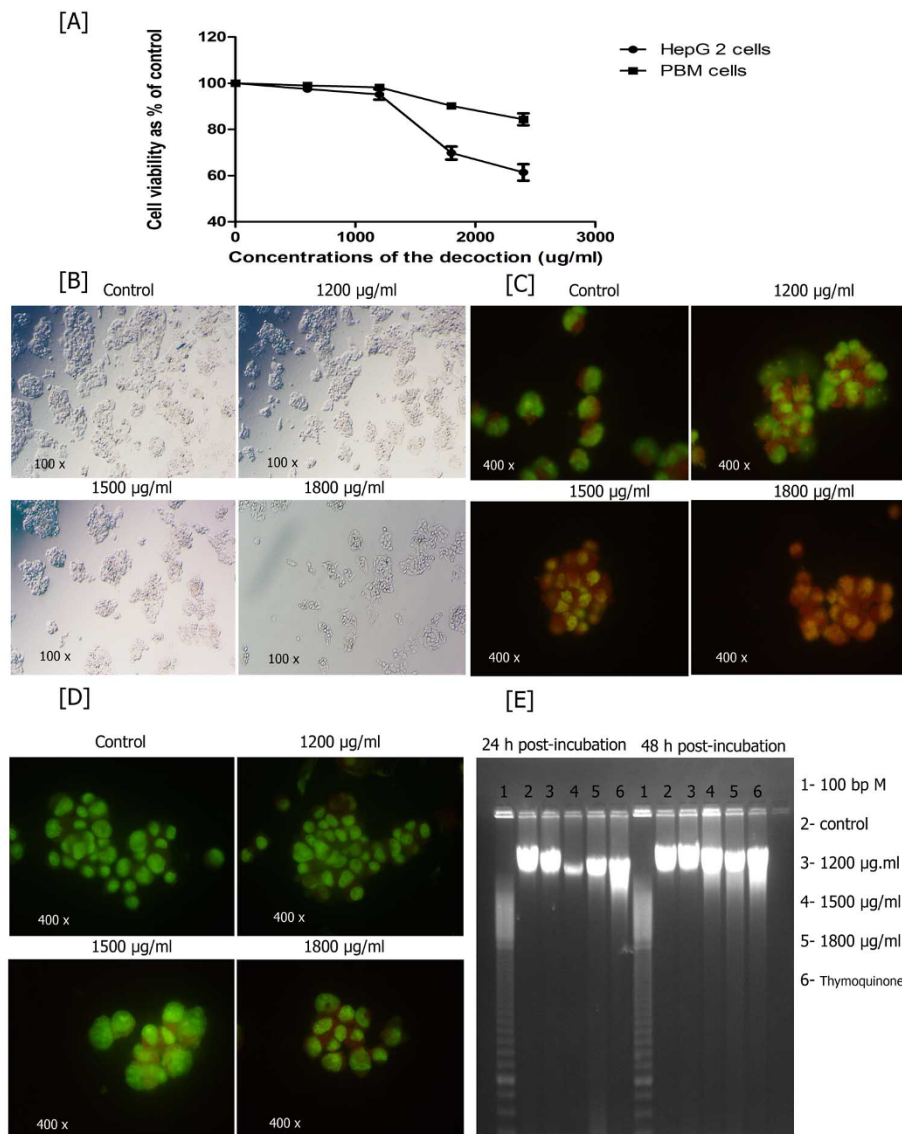 [A]
120
100
80
60
40
0
1000
2000
3000
Cell viability as % of control
Concentrations of the decoction (ug/ml)
HepG 2 cells
PBM cells
[B]
Control
1200 µg/ml
100 x
100 x
1500 µg/ml
1800 µg/ml
100 x
100 x
[C]
Control
1200 µg/ml
400 x
400 x
1500 µg/ml
1800 µg/ml
400 x
400 x
[D]
Control
1200 µg/ml
400 x
400 x
1500 µg/ml
1800 µg/ml
400 x
400 x
[E]
24 h post-incubation
48 h post-incubation
1 2 3 4 5 6 1 2 3 4 5 6
1- 100 bp M
2- control
3- 1200 µg.ml
4- 1500 µg/ml
5- 1800 µg/ml
6- Thymoquinone